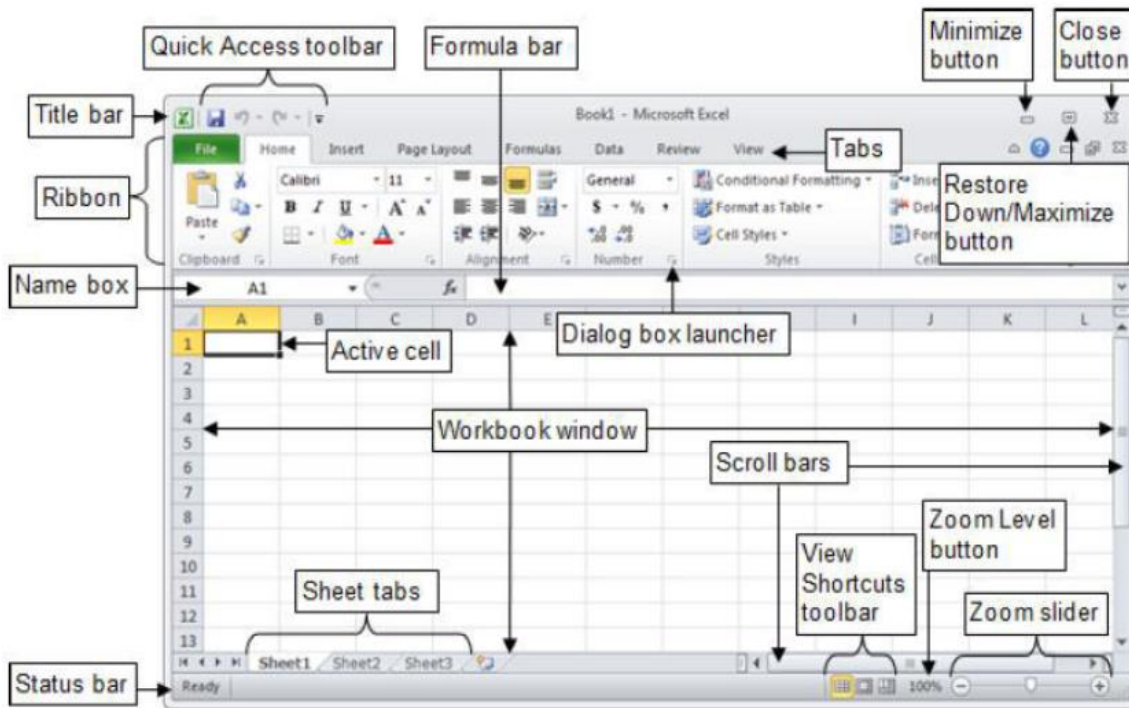 Quick Access toolbar
Formula bar
Minimize
button
Close
button
Title bar
Book1 - Microsoft Excel
File Home Insert Page Layout Formulas Data Review View
Tabs
Ribbon
Calibri 11
General
Conditional Formatting
Paste
B I U A A
$ % ,
Format as Table
Cell Styles
Restore
Down/Maximize
button
Clipboard Font Alignment Number Styles
Name box
A1
fx
A B C D E I J K L
Dialog box launcher
1
Active cell
2
3
4
Workbook window
5
6
Scroll bars
7
8
Zoom Level
button
9
View
Shortcuts
toolbar
10
11
Sheet tabs
Zoom slider
12
13
Sheet1 Sheet2 Sheet3
Status bar
Ready
100%